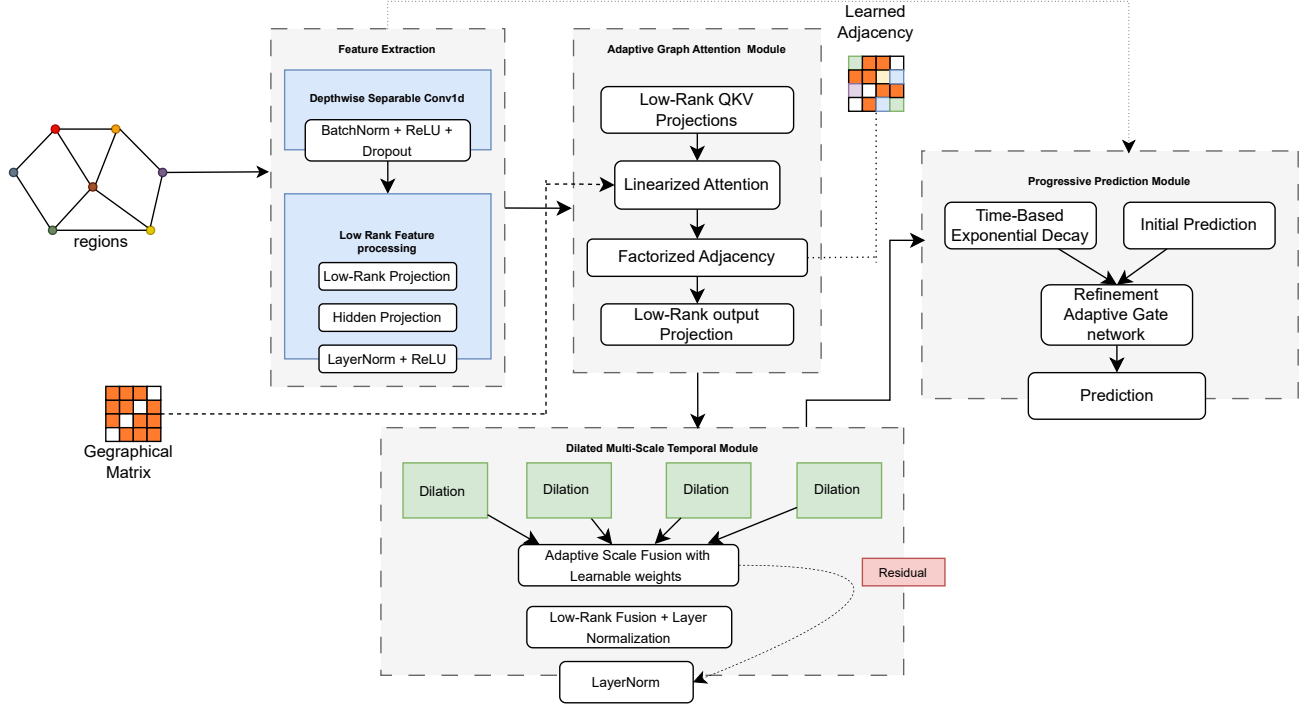 Learned
Adjacency
Feature Extraction
Depthwise Separable Conv1d
BatchNorm + ReLU +
Dropout
Low Rank Feature
processing
Low-Rank Projection
Hidden Projection
LayerNorm + ReLU
regions
Gegraphical
Matrix
Adaptive Graph Attention Module
Low-Rank QKV
Projections
Linearized Attention
Factorized Adjacency
Low-Rank output
Projection
Dilated Multi-Scale Temporal Module
Dilation
Dilation
Dilation
Dilation
Adaptive Scale Fusion with
Learnable weights
Residual
Low-Rank Fusion + Layer
Normalization
LayerNorm
Progressive Prediction Module
Time-Based
Exponential Decay
Initial Prediction
Refinement
Adaptive Gate
network
Prediction